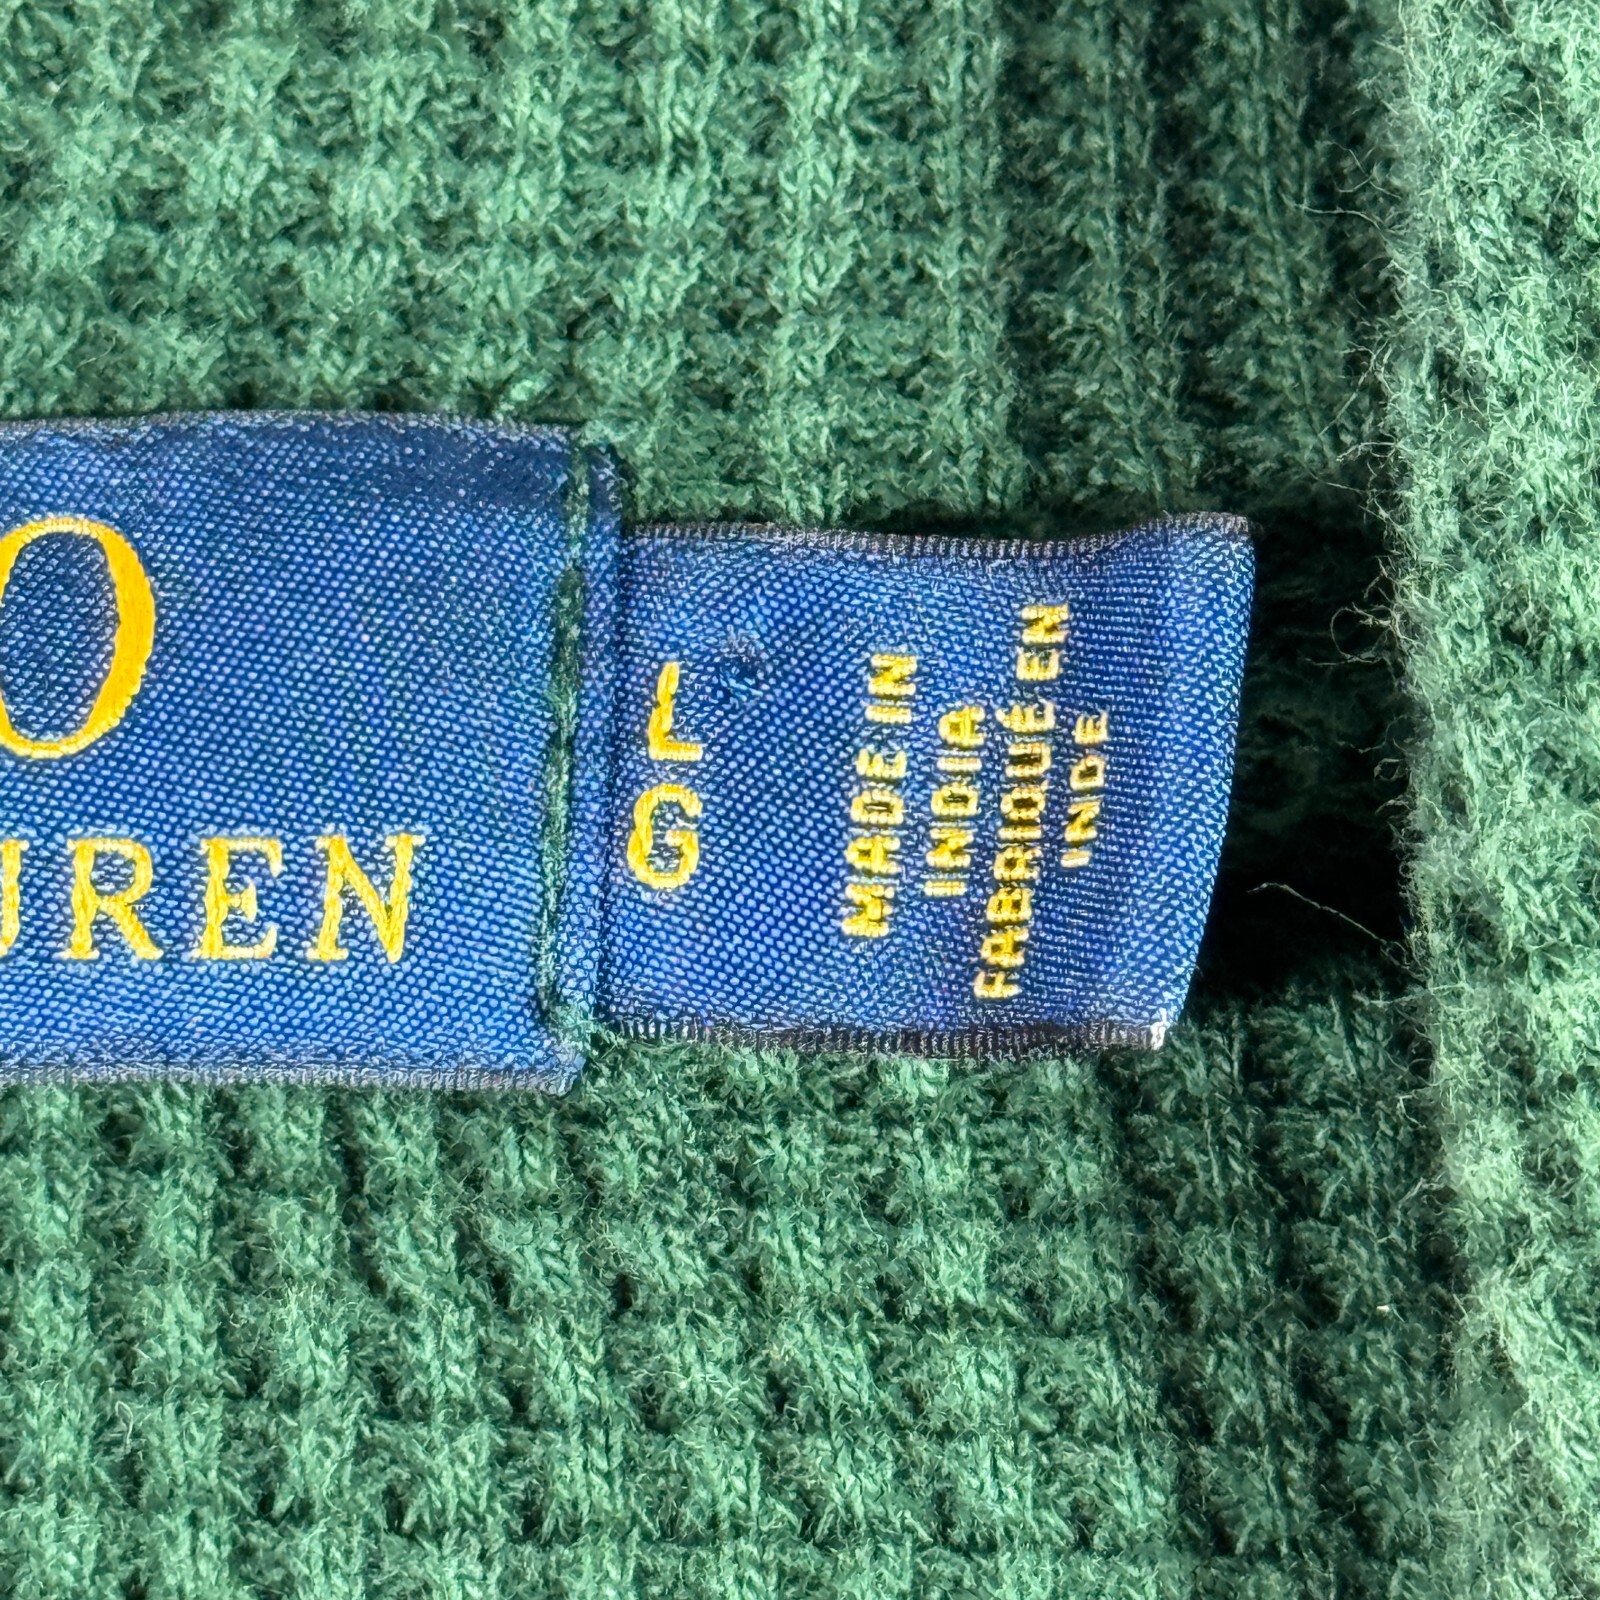 O
UREN
L
G
MADE IN
INDIA
FABRIQUÉ EN
INDE